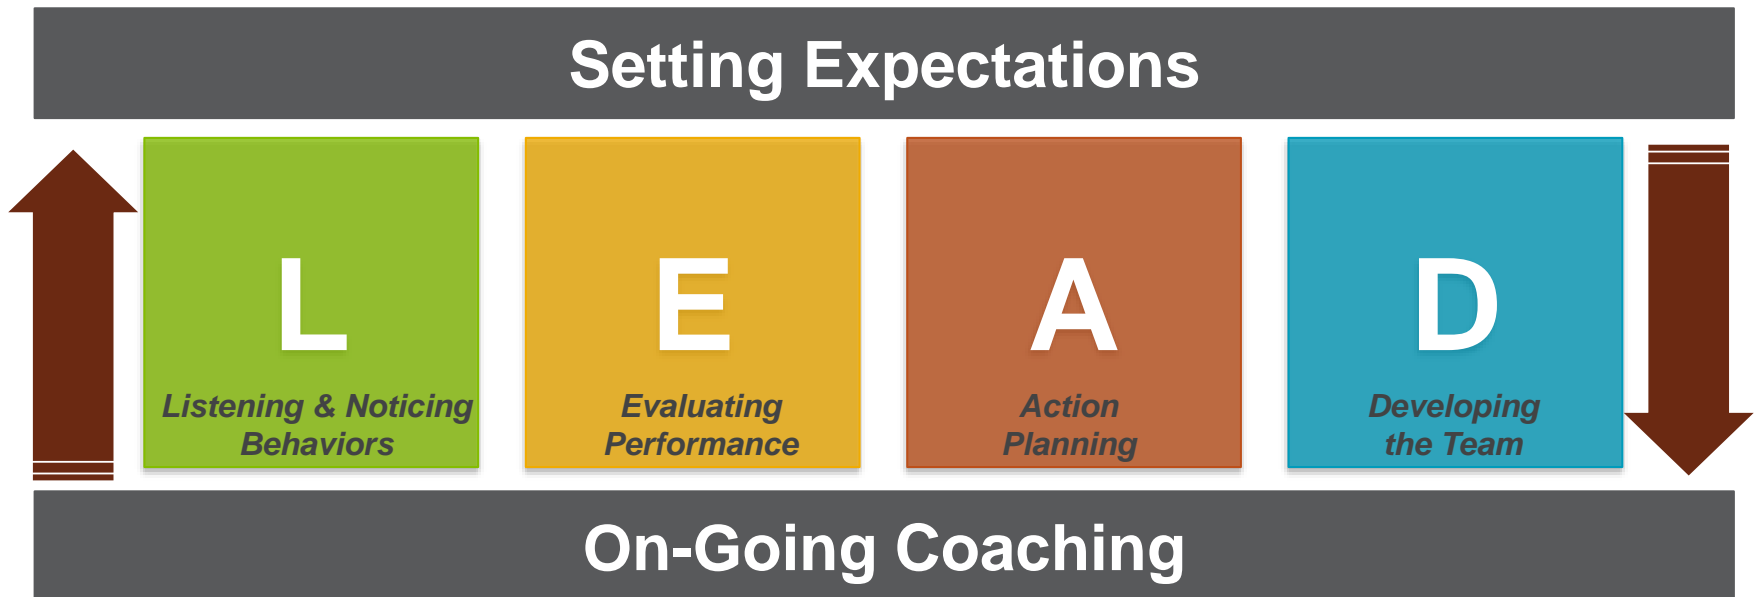 Setting Expectations
L
Listening & Noticing
Behaviors
E
Evaluating
Performance
A
Action
Planning
D
Developing
the Team
On-Going Coaching